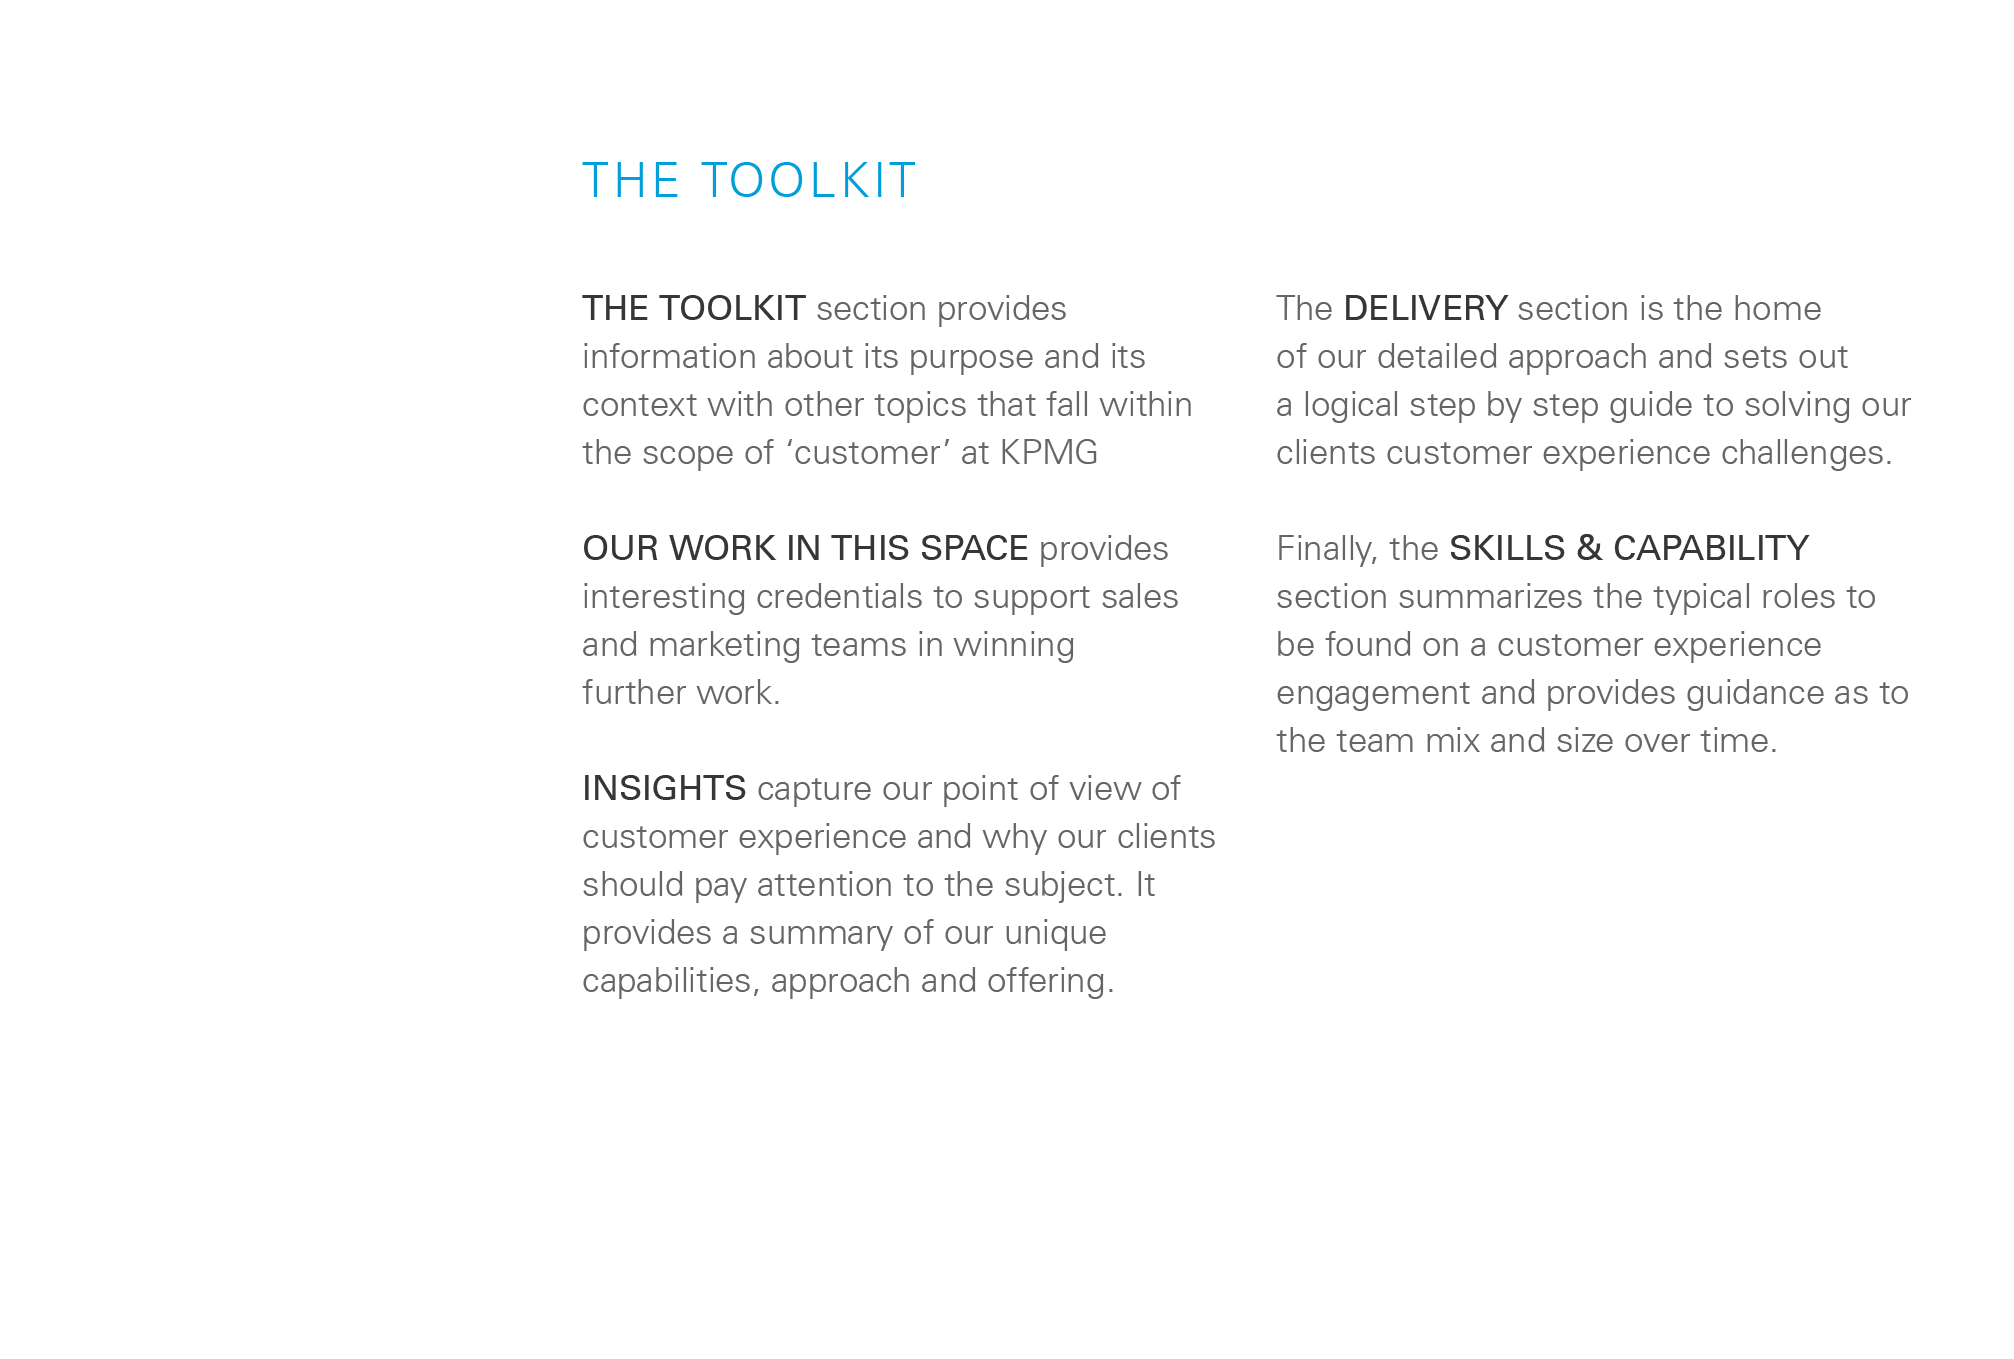 THE TOOLKIT
THE TOOLKIT section provides
information about its purpose and its
context with other topics that fall within
the scope of ‘customer’ at KPMG
OUR WORK IN THIS SPACE provides
interesting credentials to support sales
and marketing teams in winning
further work.
INSIGHTS capture our point of view of
customer experience and why our clients
should pay attention to the subject. It
provides a summary of our unique
capabilities, approach and offering.
The DELIVERY section is the home
of our detailed approach and sets out
a logical step by step guide to solving our
clients customer experience challenges.
Finally, the SKILLS & CAPABILITY
section summarizes the typical roles to
be found on a customer experience
engagement and provides guidance as to
the team mix and size over time.